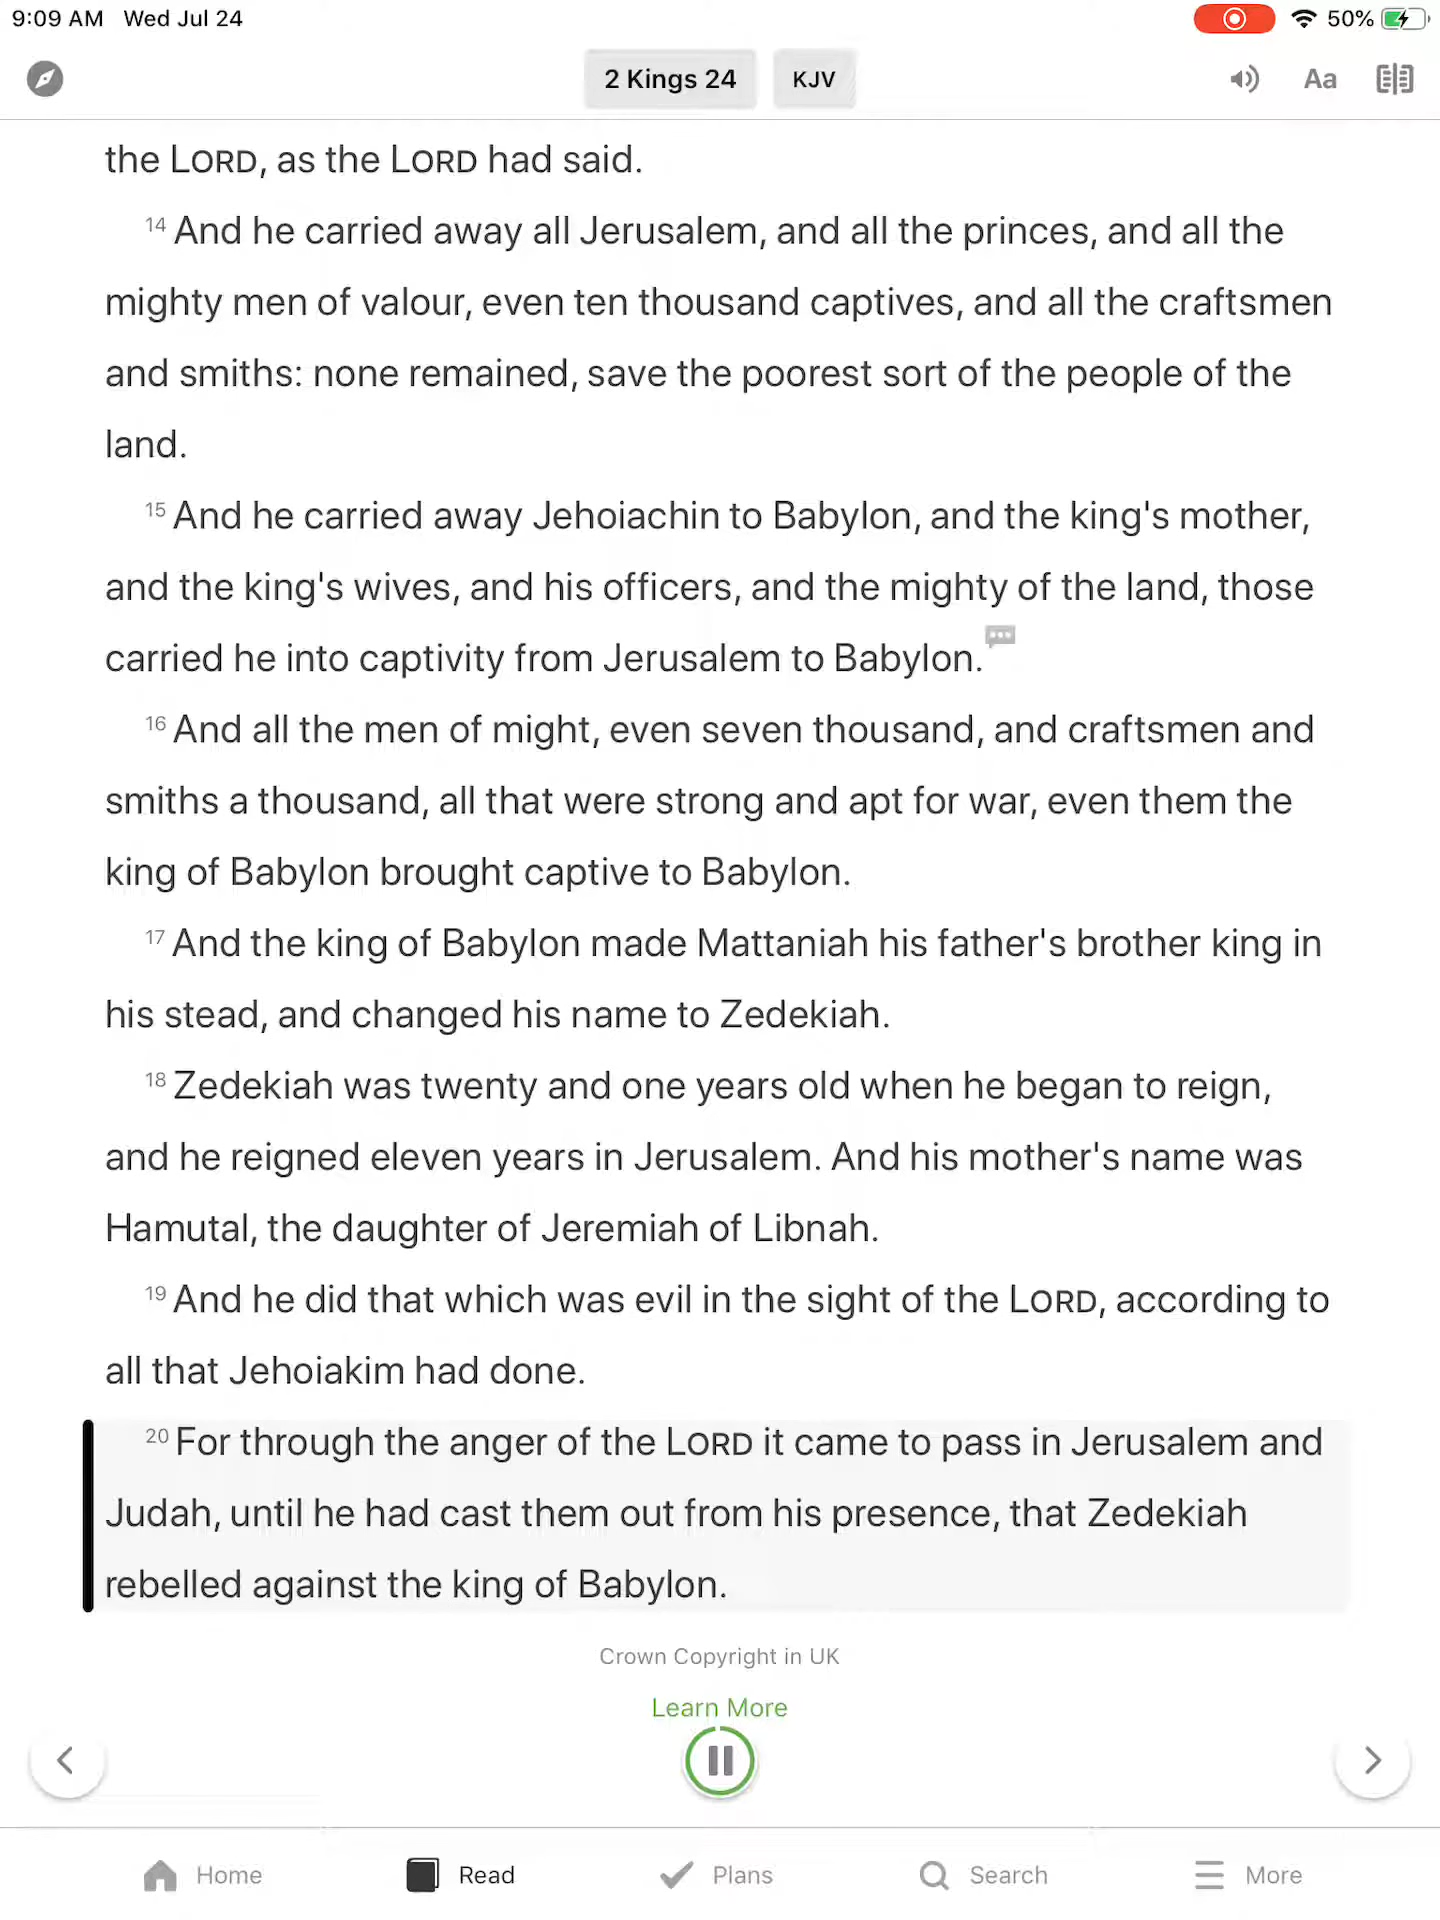 9:09 AM Wed Jul 24 50%
2 Kings 24 KJV Aa
the LORD, as the LORD had said.
14 And he carried away all Jerusalem, and all the princes, and all the
mighty men of valour, even ten thousand captives, and all the craftsmen
and smiths: none remained, save the poorest sort of the people of the
land.
15 And he carried away Jehoiachin to Babylon, and the king's mother,
and the king's wives, and his officers, and the mighty of the land, those
carried he into captivity from Jerusalem to Babylon.
16 And all the men of might, even seven thousand, and craftsmen and
smiths a thousand, all that were strong and apt for war, even them the
king of Babylon brought captive to Babylon.
17 And the king of Babylon made Mattaniah his father's brother king in
his stead, and changed his name to Zedekiah.
18 Zedekiah was twenty and one years old when he began to reign,
and he reigned eleven years in Jerusalem. And his mother's name was
Hamutal, the daughter of Jeremiah of Libnah.
19 And he did that which was evil in the sight of the LORD, according to
all that Jehoiakim had done.
20 For through the anger of the LORD it came to pass in Jerusalem and
Judah, until he had cast them out from his presence, that Zedekiah
rebelled against the king of Babylon.
Crown Copyright in UK
Learn More
Home Read Plans Search More